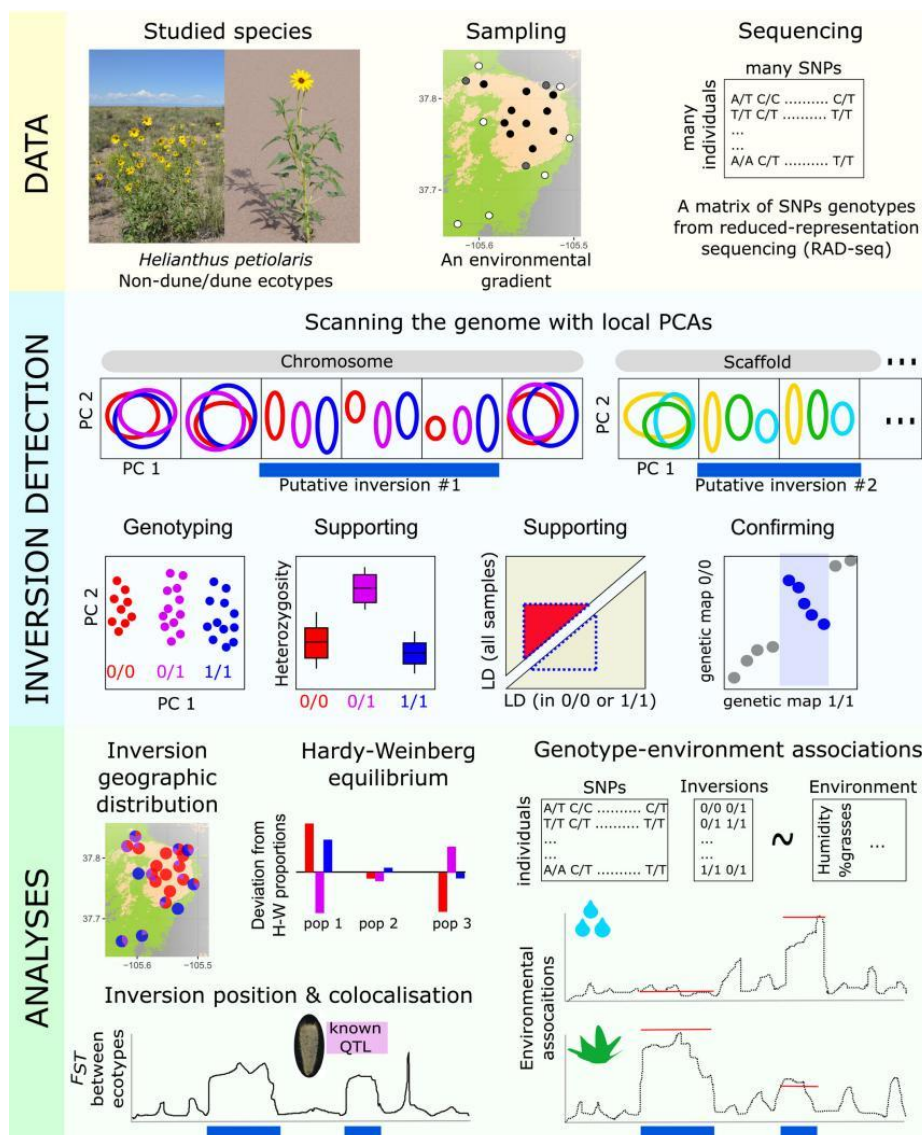 DATA
Studied species
Helianthus petiolaris
Non-dune/dune ecotypes
Sampling
37.8
37.7
−105.6
−105.5
An environmental
gradient
Sequencing
many SNPs
many
individuals
A/T C/C .......... C/T
T/T C/T .......... T/T
...
...
A/A C/T .......... T/T
A matrix of SNPs genotypes
from reduced-representation
sequencing (RAD-seq)
INVERSION DETECTION
Scanning the genome with local PCAs
Chromosome
PC 2
PC 1
Putative inversion #1
Scaffold
...
PC 2
...
PC 1
Putative inversion #2
Genotyping
PC 2
0/0
0/1
1/1
PC 1
Supporting
Heterozygosity
0/0
0/1
1/1
Supporting
LD (all samples)
LD (in 0/0 or 1/1)
Confirming
genetic map 0/0
genetic map 1/1
ANALYSES
Inversion
geographic
distribution
37.8
37.7
−105.6
−105.5
Hardy-Weinberg
equilibrium
Deviation from
H-W proportions
pop 1
pop 2
pop 3
Genotype-environment associations
SNPs
individuals
A/T C/C .......... C/T
T/T C/T .......... T/T
...
...
A/A C/T .......... T/T
Inversions
0/0 0/1
0/1 1/1
...
...
1/1 0/1
~
Environment
Humidity
%grasses
...
Environmental
assocaitions
Inversion position & colocalisation
FST
between
ecotypes
known
QTL